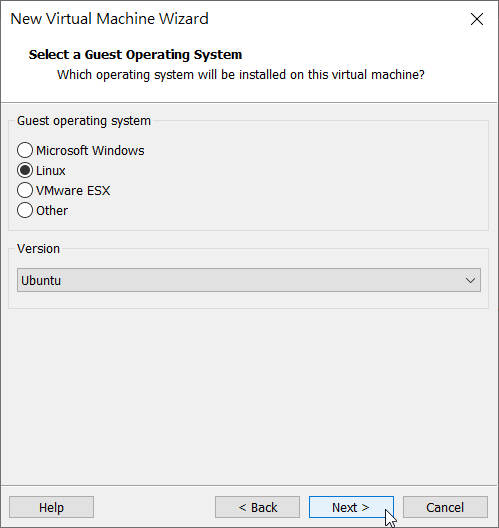 New Virtual Machine Wizard
Select a Guest Operating System
Which operating system will be installed on this virtual machine?
Guest operating system
Microsoft Windows
Linux
VMware ESX
Other
Version
Ubuntu
Help
< Back
Next >
Cancel